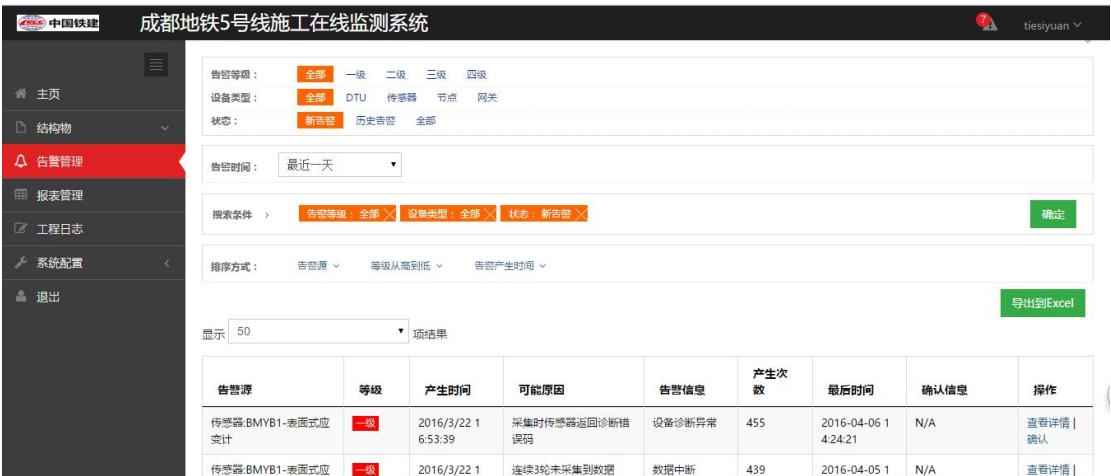 中国铁建
成都地铁5号线施工在线监测系统
7
tiesiyuan
主页
结构物
告警管理
报表管理
工程日志
系统配置
退出
告警等级： 全部 一级 二级 三级 四级
设备类型： 全部 DTU 传感器 节点 网关
状态： 新告警 历史告警 全部
告警时间： 最近一天
搜索条件 告警等级：全部 设备类型：全部 状态：新告警 确定
排序方式： 告警源 等级从高到低 告警产生时间
导出到Excel
显示 50 项结果
告警源 等级 产生时间 可能原因 告警信息 产生次数 最后时间 确认信息 操作
传感器:BMYB1-表面式应 一级 2016/3/22 1 采集时传感器返回诊断错 设备诊断异常 455 2016-04-06 1 N/A 查看详情|
变计 6:53:39 误码 4:24:21 确认
传感器:BMYB1-表面式应 一级 2016/3/22 1 连续3轮未采集到数据 数据中断 439 2016-04-05 1 N/A 查看详情|